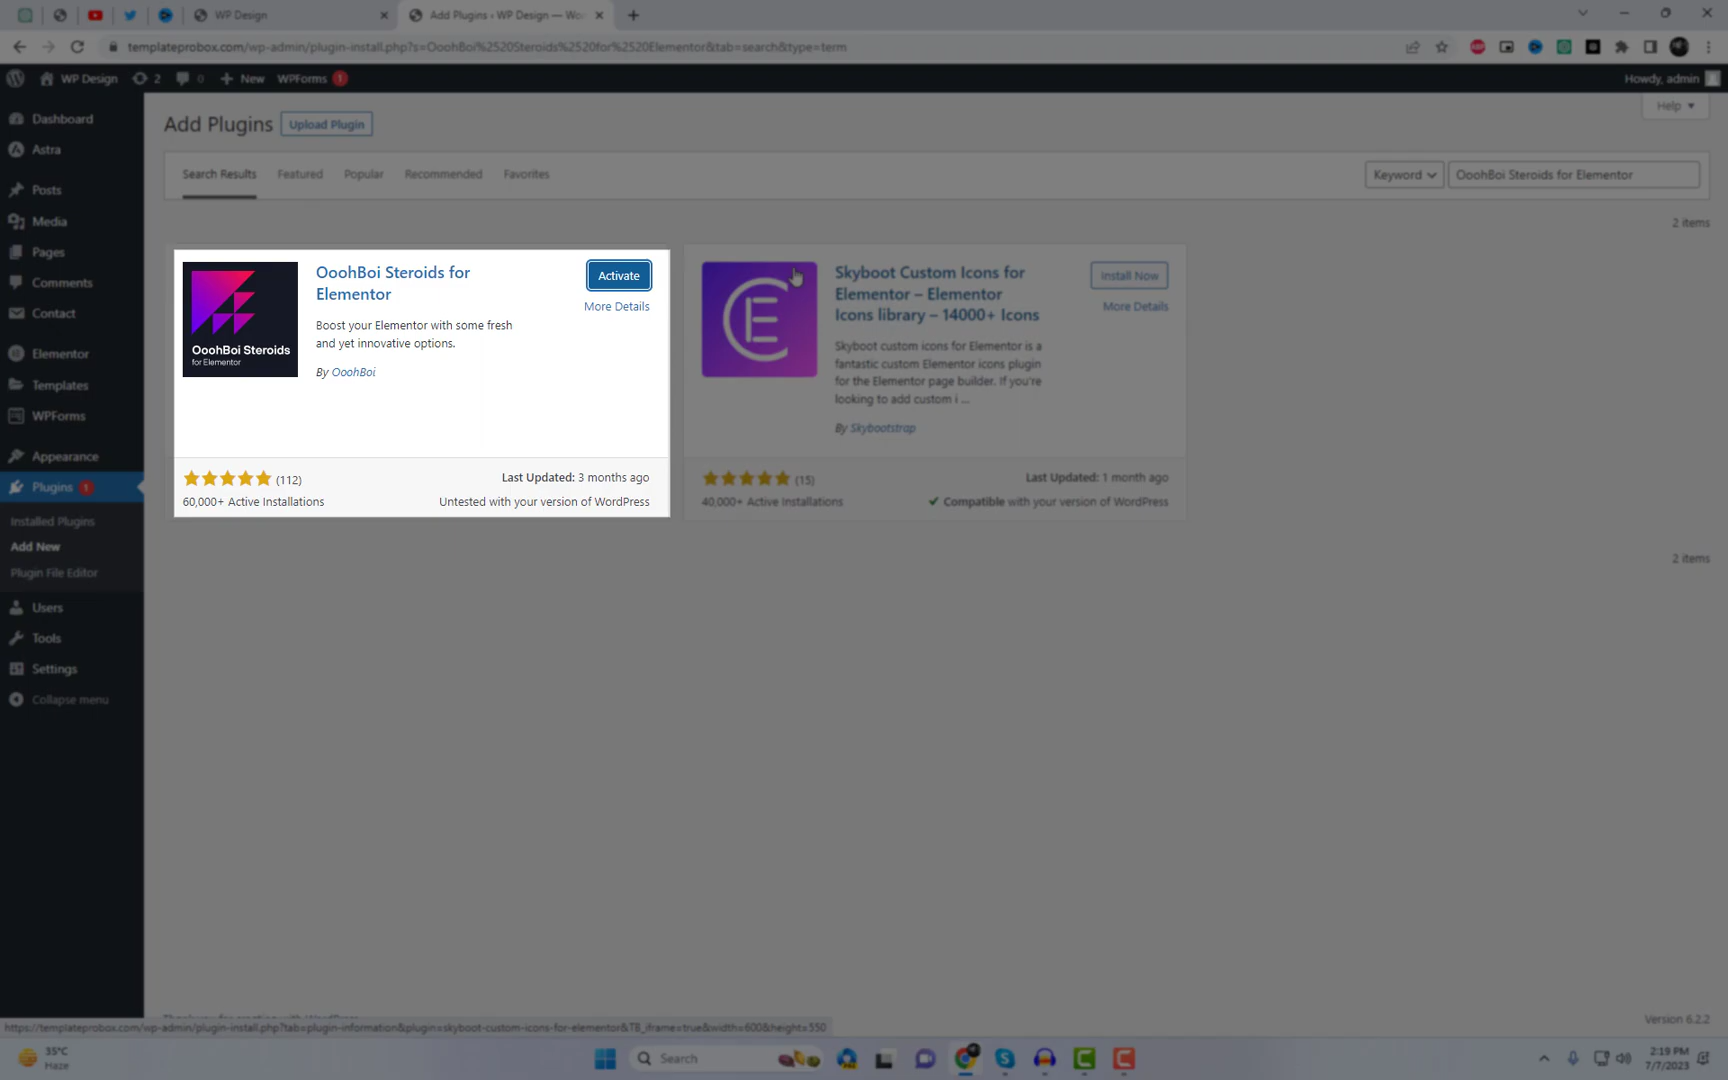 WP Design
Add Plugins ‹ WP Design — Woo
templateprobox.com/wp-admin/plugin-install.php?s=OoohBoi%2520Steroids%2520for%2520Elementor&tab=search&type=term
WP Design
2
0
New
WPForms
1
Howdy, admin
Dashboard
Astra
Posts
Media
Pages
Comments
Contact
Elementor
Templates
WPForms
Appearance
Plugins
1
Installed Plugins
Add New
Plugin File Editor
Users
Tools
Settings
Collapse menu
Add Plugins
Upload Plugin
Help
Search Results
Featured
Popular
Recommended
Favorites
Keyword
OoohBoi Steroids for Elementor
2 items
OoohBoi Steroids
for Elementor
OoohBoi Steroids for
Elementor
Activate
More Details
Boost your Elementor with some fresh
and yet innovative options.
By OoohBoi
(112)
Last Updated: 3 months ago
60,000+ Active Installations
Untested with your version of WordPress
Skyboot Custom Icons for
Elementor – Elementor
Icons library – 14000+ Icons
Install Now
More Details
Skyboot custom icons for Elementor is a
fantastic custom Elementor icons plugin
for the Elementor page builder. If you're
looking to add custom i ...
By Skybootstrap
(15)
Last Updated: 1 month ago
40,000+ Active Installations
Compatible with your version of WordPress
2 items
https://templateprobox.com/wp-admin/plugin-install.php?tab=plugin-information&plugin=skyboot-custom-icons-for-elementor&TB_iframe=true&width=600&height=550
Version 6.2.2
35°C
Haze
Search
2:19 PM
7/7/2023